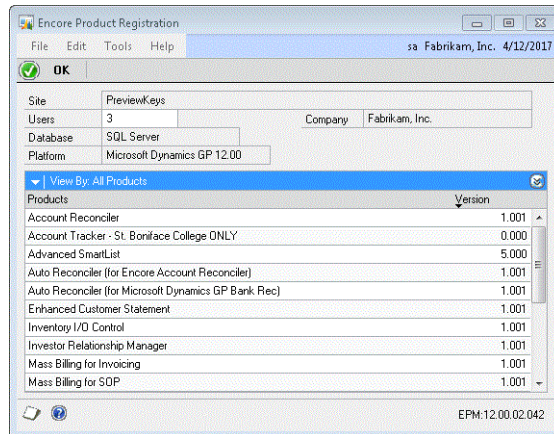 Encore Product Registration
File Edit Tools Help sa Fabrikam, Inc. 4/12/2017
OK
Site PreviewKeys
Users 3 Company Fabrikam, Inc.
Database SQL Server
Platform Microsoft Dynamics GP 12.00
View By: All Products
Products Version
Account Reconciler 1.001
Account Tracker - St. Boniface College ONLY 0.000
Advanced SmartList 5.000
Auto Reconciler (for Encore Account Reconciler) 1.001
Auto Reconciler (for Microsoft Dynamics GP Bank Rec) 1.001
Enhanced Customer Statement 1.001
Inventory I/O Control 1.001
Investor Relationship Manager 1.001
Mass Billing for Invoicing 1.001
Mass Billing for SOP 1.001
EPM:12.00.02.042